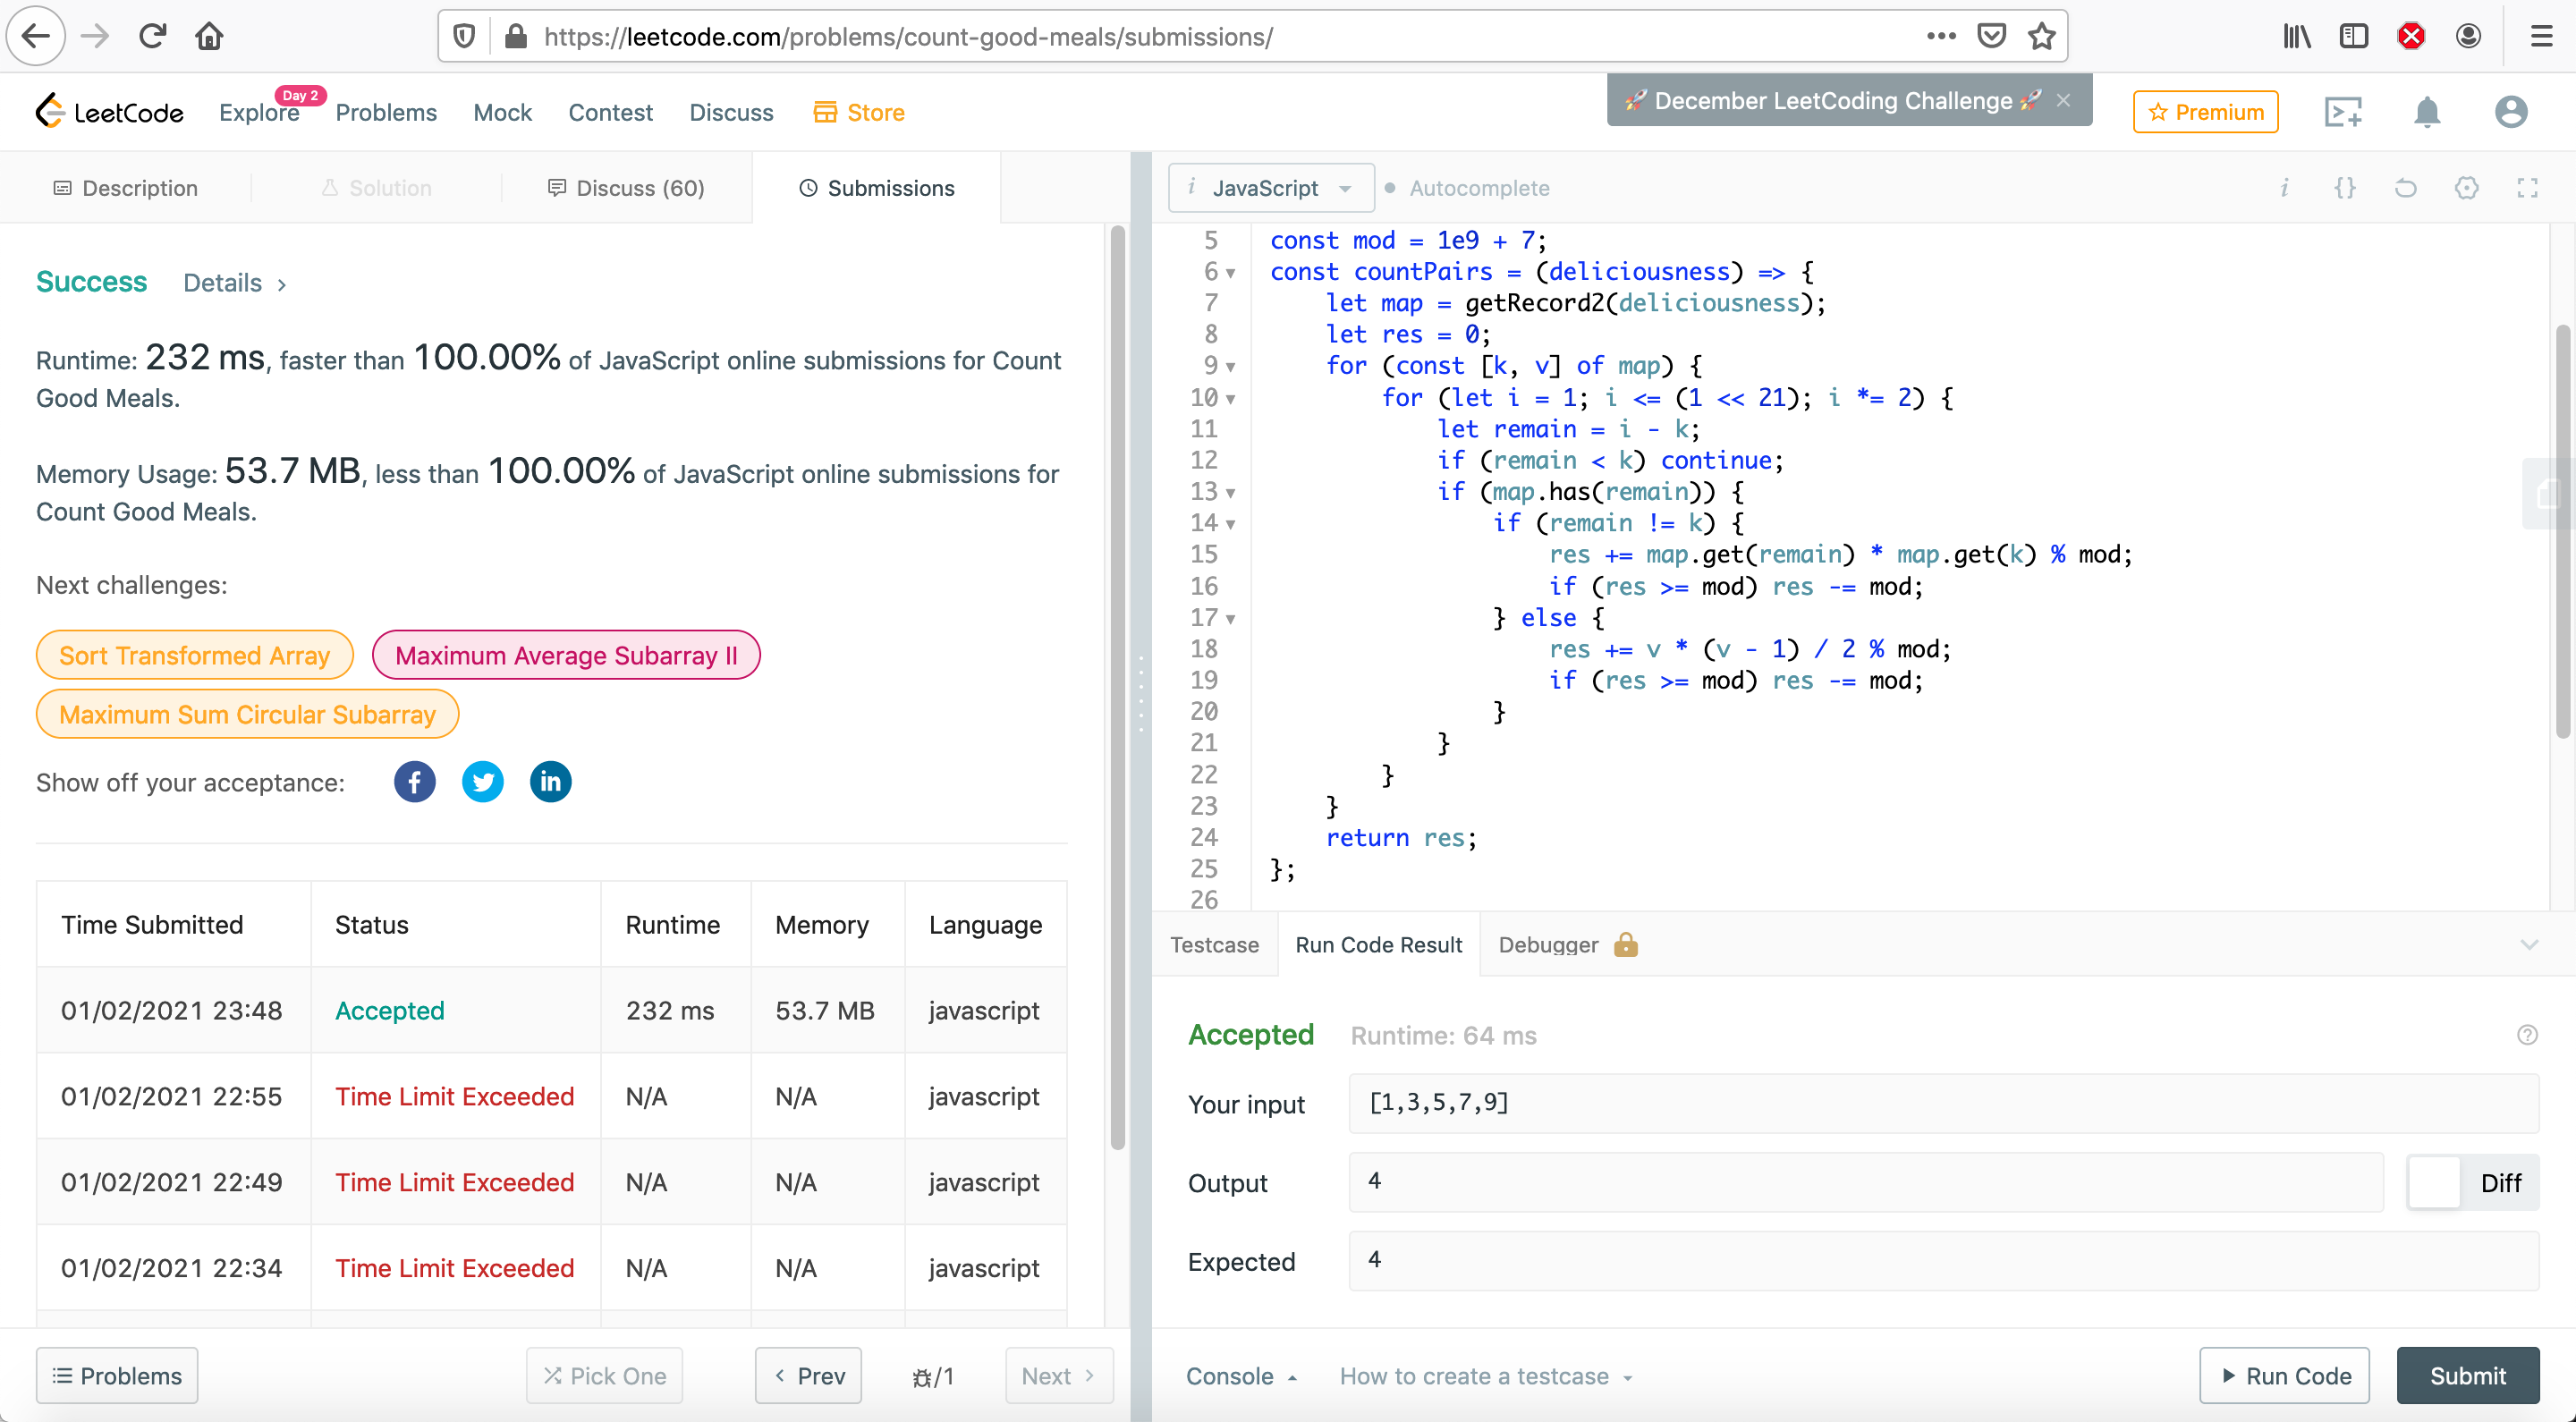 https://leetcode.com/problems/count-good-meals/submissions/
LeetCode
Explore
Day 2
Problems
Mock
Contest
Discuss
Store
🚀 December LeetCoding Challenge 🚀 ×
Premium
Description
Solution
Discuss (60)
Submissions
Success
Details >
Runtime: 232 ms, faster than 100.00% of JavaScript online submissions for Count
Good Meals.
Memory Usage: 53.7 MB, less than 100.00% of JavaScript online submissions for
Count Good Meals.
Next challenges:
Sort Transformed Array
Maximum Average Subarray II
Maximum Sum Circular Subarray
Show off your acceptance:
f
in
Time Submitted Status Runtime Memory Language
01/02/2021 23:48 Accepted 232 ms 53.7 MB javascript
01/02/2021 22:55 Time Limit Exceeded N/A N/A javascript
01/02/2021 22:49 Time Limit Exceeded N/A N/A javascript
01/02/2021 22:34 Time Limit Exceeded N/A N/A javascript
Problems
Pick One
< Prev
/1
Next >
i JavaScript
Autocomplete
i {}
5 const mod = 1e9 + 7;
6 const countPairs = (deliciousness) => {
7 let map = getRecord2(deliciousness);
8 let res = 0;
9 for (const [k, v] of map) {
10 for (let i = 1; i <= (1 << 21); i *= 2) {
11 let remain = i - k;
12 if (remain < k) continue;
13 if (map.has(remain)) {
14 if (remain != k) {
15 res += map.get(remain) * map.get(k) % mod;
16 if (res >= mod) res -= mod;
17 } else {
18 res += v * (v - 1) / 2 % mod;
19 if (res >= mod) res -= mod;
20 }
21 }
22 }
23 }
24 return res;
25 };
26
Testcase
Run Code Result
Debugger
Accepted
Runtime: 64 ms
?
Your input
[1,3,5,7,9]
Output
4
Diff
Expected
4
Console
How to create a testcase
Run Code
Submit